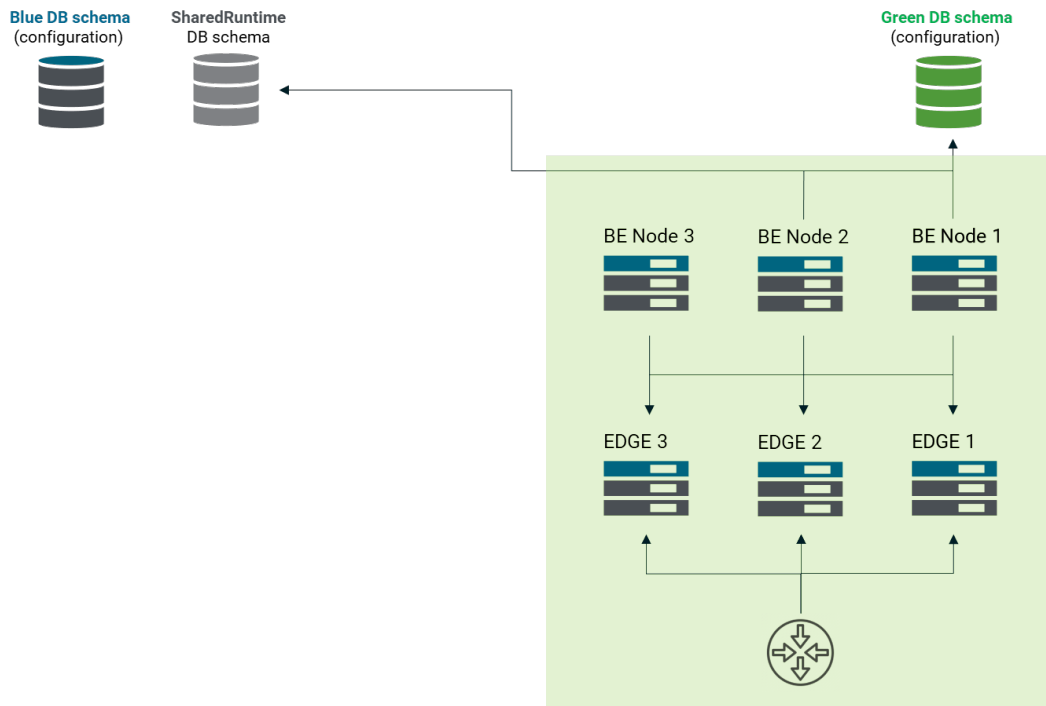 Blue DB schema
(configuration)
SharedRuntime
DB schema
Green DB schema
(configuration)
BE Node 3
BE Node 2
BE Node 1
EDGE 3
EDGE 2
EDGE 1